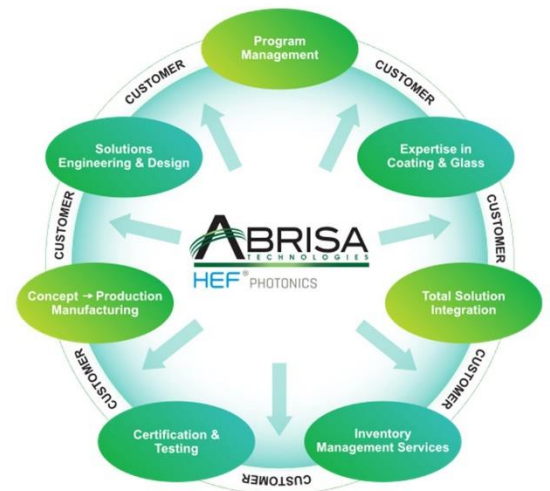 Program
Management
CUSTOMER
CUSTOMER
Solutions
Engineering & Design
Expertise in
Coating & Glass
CUSTOMER
CUSTOMER
ABRISA
TECHNOLOGIES
HEF® PHOTONICS
Concept → Production
Manufacturing
Total Solution
Integration
CUSTOMER
CUSTOMER
Certification &
Testing
Inventory
Management Services
CUSTOMER